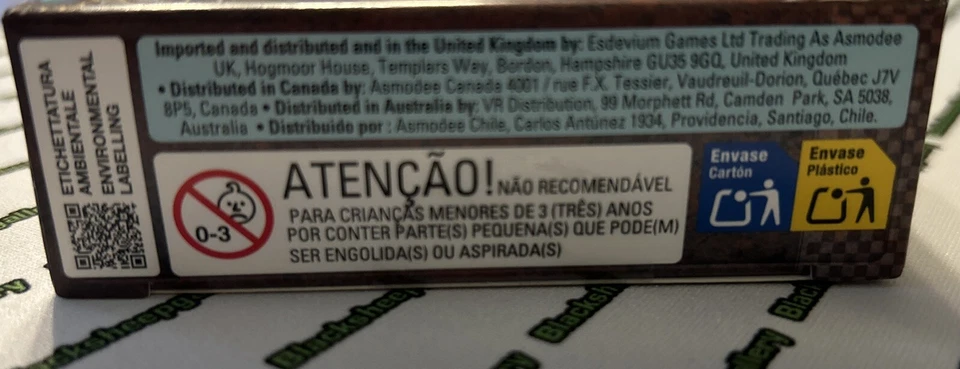 ETICHETTATURA
AMBIENTALE
ENVIRONMENTAL
LABELLING
Imported and distributed and in the United Kingdom by: Esdevium Games Ltd Trading As Asmodee
UK, Hogmoor House, Templars Way, Bordon, Hampshire GU35 9GQ, United Kingdom
• Distributed in Canada by: Asmodee Canada 4001 / rue F.X. Tessier, Vaudreuil-Dorion, Québec J7V
8P5, Canada • Distributed in Australia by: VR Distribution, 99 Morphett Rd, Camden Park, SA 5038,
Australia • Distribuido por : Asmodee Chile, Carlos Antúnez 1934, Providencia, Santiago, Chile.
0-3
ATENÇÃO! NÃO RECOMENDÁVEL
PARA CRIANÇAS MENORES DE 3 (TRÊS) ANOS
POR CONTER PARTE(S) PEQUENA(S) QUE PODE(M)
SER ENGOLIDA(S) OU ASPIRADA(S)
Envase
Cartón
Envase
Plástico
Blacksheep